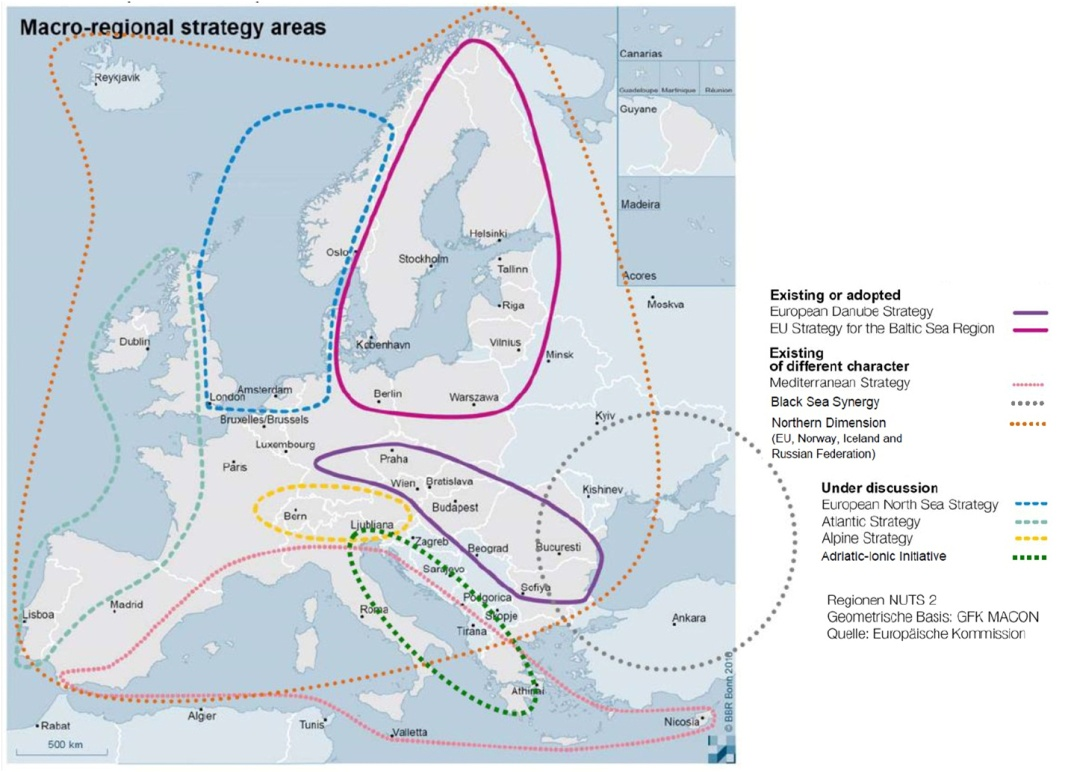 Macro-regional strategy areas
Reykjavik
Canarias
Guadeloupe Martinique Réunion
Guyane
Madeira
Acores
Moskva
Oslo
Stockholm
Helsinki
Tallinn
Riga
Vilnius
Minsk
København
Dublin
London
Amsterdam
Berlin
Warszawa
Bruxelles/Brussels
Kyiv
Luxembourg
Paris
Praha
Wien
Bratislava
Budapest
Kishinev
Bern
Ljubljana
Zagreb
Beograd
Bucuresti
Sarajevo
Sofiya
Podgorica
Skopje
Tirana
Roma
Madrid
Lisboa
Ankara
Athinai
Nicosia
Valletta
Tunis
Algier
Rabat
500 km
© BBR Bonn 2010
Existing or adopted
European Danube Strategy
EU Strategy for the Baltic Sea Region
Existing
of different character
Mediterranean Strategy
Black Sea Synergy
Northern Dimension
(EU, Norway, Iceland and
Russian Federation)
Under discussion
European North Sea Strategy
Atlantic Strategy
Alpine Strategy
Adriatic-Ionic Initiative
Regionen NUTS 2
Geometrische Basis: GFK MACON
Quelle: Europäische Kommission